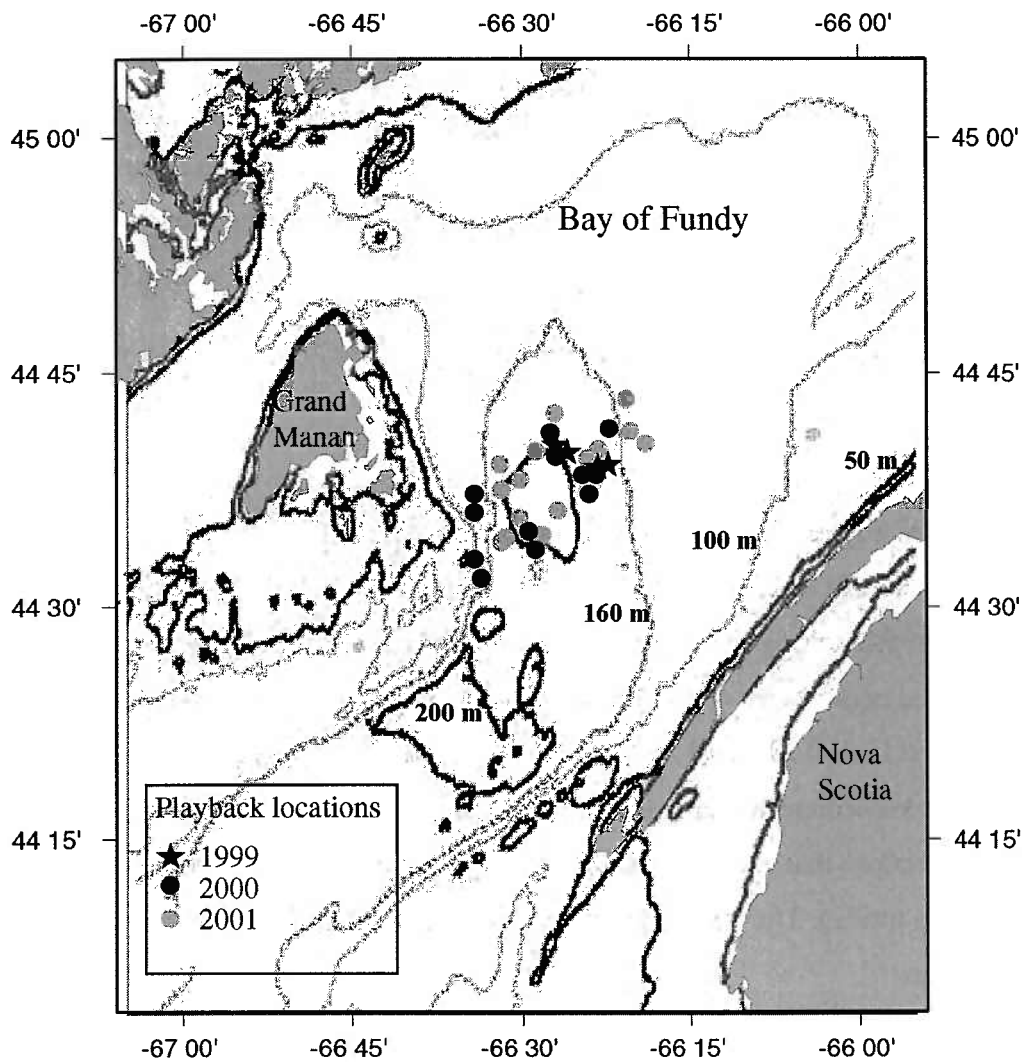 -67 00' -66 45' -66 30' -66 15' -66 00'
45 00' 45 00'
Bay of Fundy
44 45' 44 45'
Grand
Manan
50 m
100 m
160 m
44 30' 44 30'
200 m
Nova
Scotia
Playback locations
1999
2000
2001
44 15' 44 15'
-67 00' -66 45' -66 30' -66 15' -66 00'